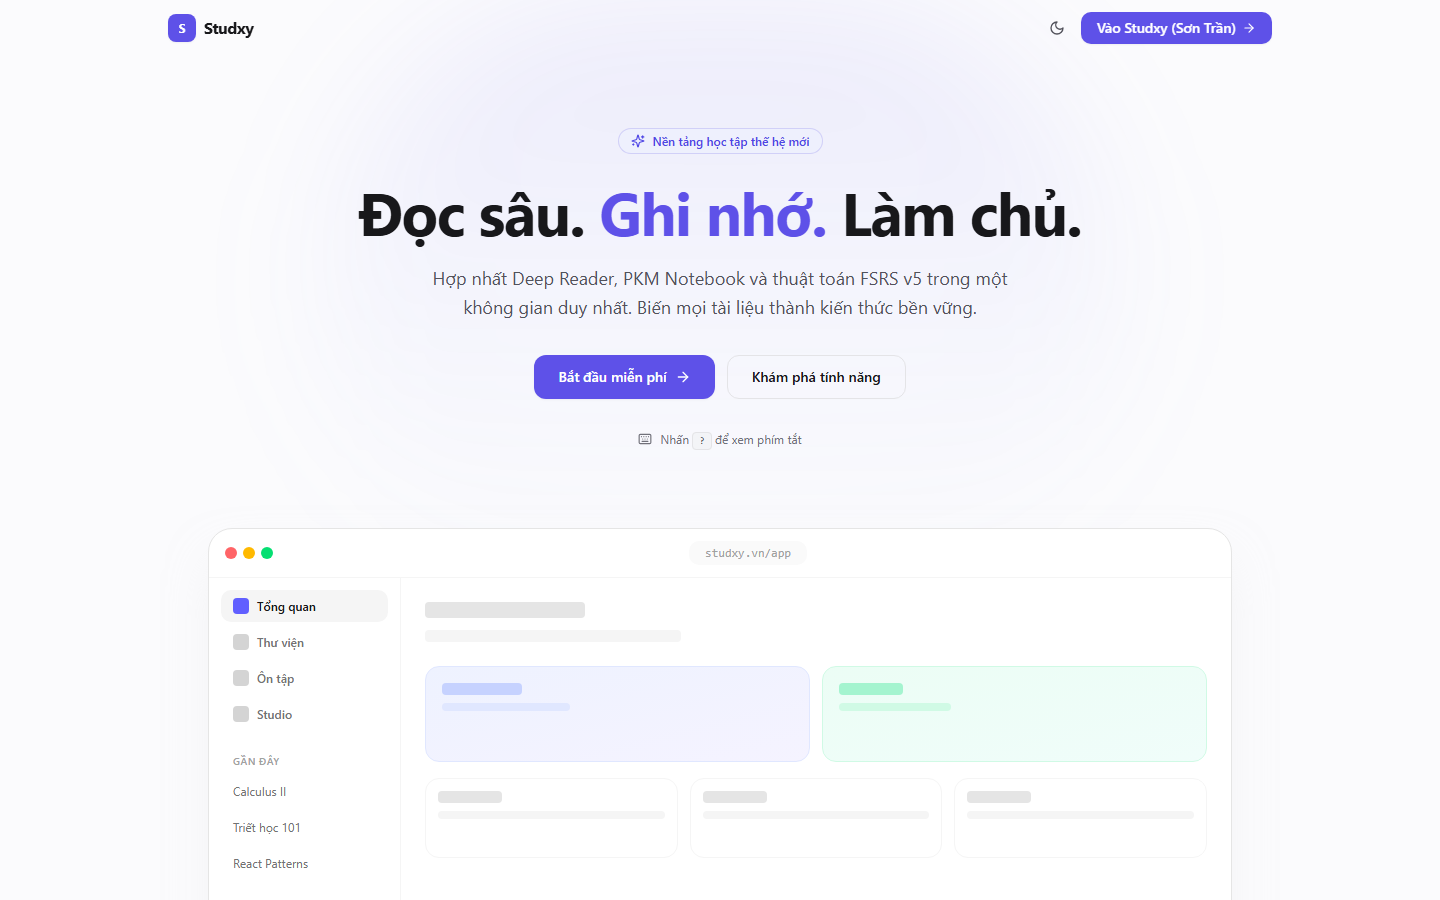 S
Studxy
Vào Studxy (Sơn Trần)
Nền tảng học tập thế hệ mới
Đọc sâu. Ghi nhớ. Làm chủ.
Hợp nhất Deep Reader, PKM Notebook và thuật toán FSRS v5 trong một
không gian duy nhất. Biến mọi tài liệu thành kiến thức bền vững.
Bắt đầu miễn phí
Khám phá tính năng
Nhấn ? để xem phím tắt
studxy.vn/app
Tổng quan
Thư viện
Ôn tập
Studio
GẦN ĐÂY
Calculus II
Triết học 101
React Patterns